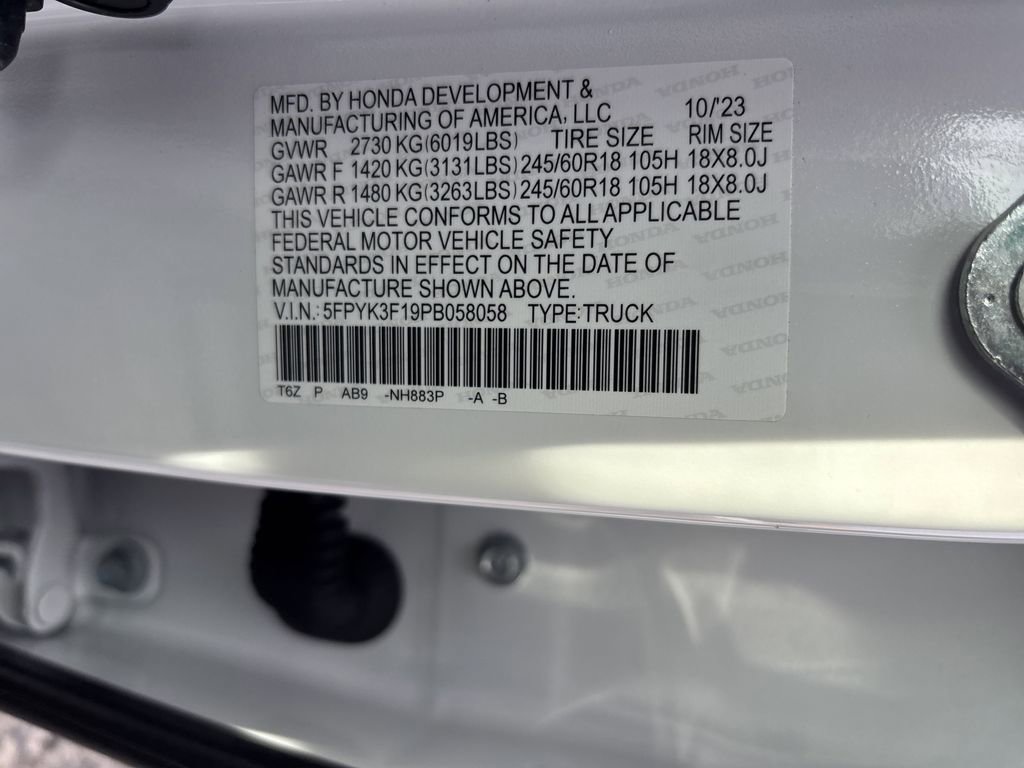 MFD. BY HONDA DEVELOPMENT &
MANUFACTURING OF AMERICA, LLC 10/'23
GVWR 2730 KG(6019LBS) TIRE SIZE RIM SIZE
GAWR F 1420 KG(3131LBS) 245/60R18 105H 18X8.0J
GAWR R 1480 KG(3263LBS) 245/60R18 105H 18X8.0J
THIS VEHICLE CONFORMS TO ALL APPLICABLE
FEDERAL MOTOR VEHICLE SAFETY
STANDARDS IN EFFECT ON THE DATE OF
MANUFACTURE SHOWN ABOVE.
V.I.N.: 5FPYK3F19PB058058 TYPE:TRUCK
T6Z P AB9 -NH883P -A -B